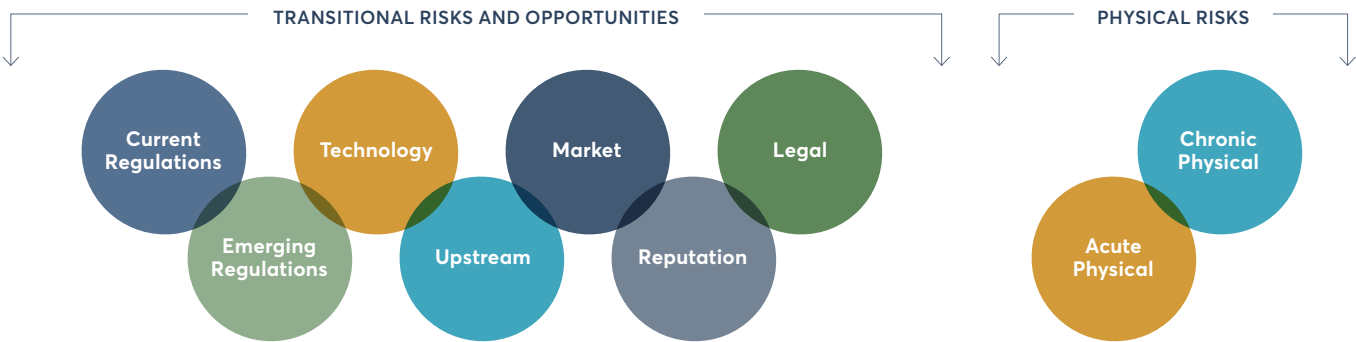 TRANSITIONAL RISKS AND OPPORTUNITIES
Current
Regulations
Emerging
Regulations
Technology
Upstream
Market
Reputation
Legal
PHYSICAL RISKS
Acute
Physical
Chronic
Physical